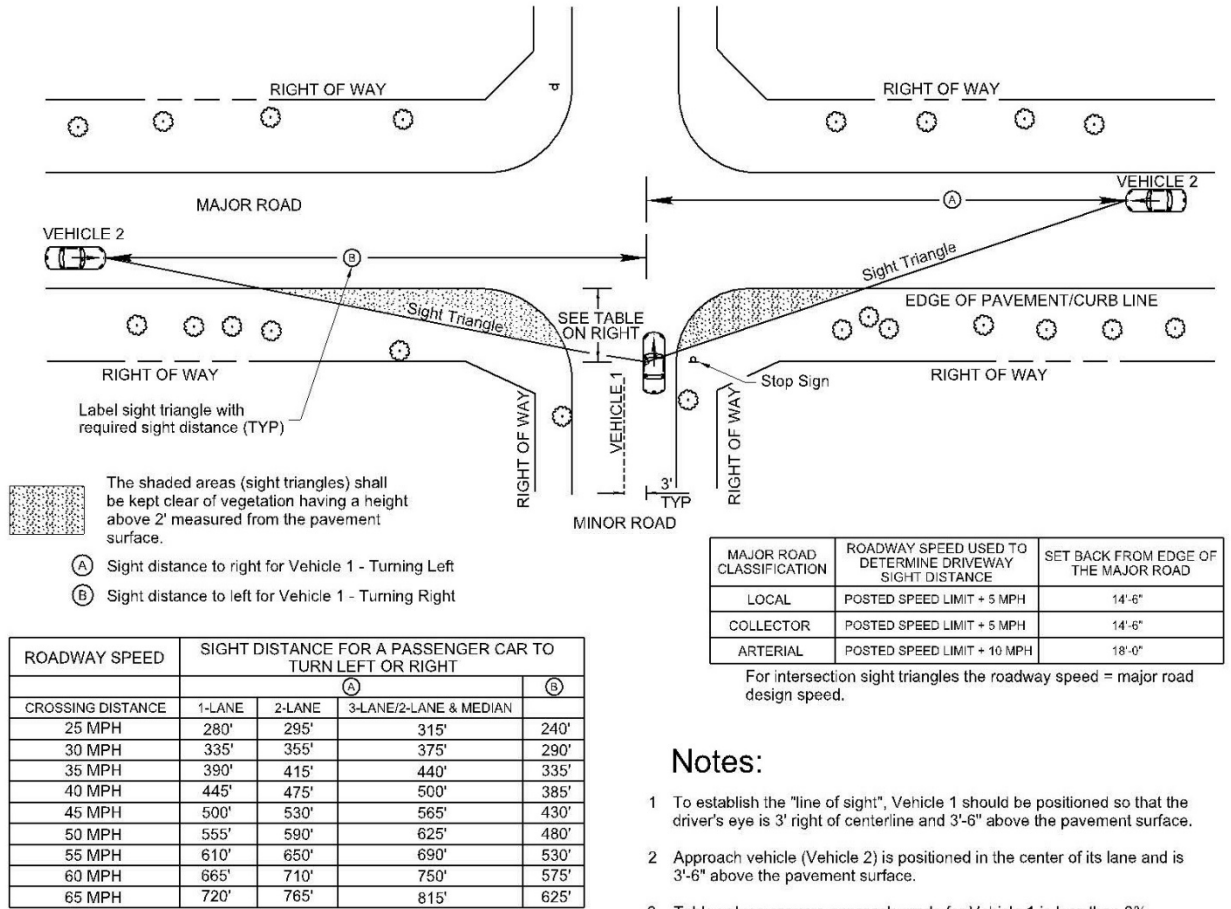 RIGHT OF WAY
RIGHT OF WAY
VEHICLE 2
A
MAJOR ROAD
VEHICLE 2
B
Sight Triangle
Sight Triangle
SEE TABLE
ON RIGHT
EDGE OF PAVEMENT/CURB LINE
RIGHT OF WAY
Stop Sign
RIGHT OF WAY
Label sight triangle with
required sight distance (TYP)
RIGHT OF WAY
VEHICLE 1
RIGHT OF WAY
3'
TYP
MINOR ROAD
The shaded areas (sight triangles) shall
be kept clear of vegetation having a height
above 2' measured from the pavement
surface.
A Sight distance to right for Vehicle 1 - Turning Left
B Sight distance to left for Vehicle 1 - Turning Right
MAJOR ROAD CLASSIFICATION ROADWAY SPEED USED TO DETERMINE DRIVEWAY SIGHT DISTANCE SET BACK FROM EDGE OF THE MAJOR ROAD
LOCAL POSTED SPEED LIMIT + 5 MPH 14'-6"
COLLECTOR POSTED SPEED LIMIT + 5 MPH 14'-6"
ARTERIAL POSTED SPEED LIMIT + 10 MPH 18'-0"
For intersection sight triangles the roadway speed = major road
design speed.
ROADWAY SPEED SIGHT DISTANCE FOR A PASSENGER CAR TO TURN LEFT OR RIGHT
A B
CROSSING DISTANCE 1-LANE 2-LANE 3-LANE/2-LANE & MEDIAN
25 MPH 280' 295' 315' 240'
30 MPH 335' 355' 375' 290'
35 MPH 390' 415' 440' 335'
40 MPH 445' 475' 500' 385'
45 MPH 500' 530' 565' 430'
50 MPH 555' 590' 625' 480'
55 MPH 610' 650' 690' 530'
60 MPH 665' 710' 750' 575'
65 MPH 720' 765' 815' 625'
Notes:
1 To establish the "line of sight", Vehicle 1 should be positioned so that the
driver's eye is 3' right of centerline and 3'-6" above the pavement surface.
2 Approach vehicle (Vehicle 2) is positioned in the center of its lane and is
3'-6" above the pavement surface.